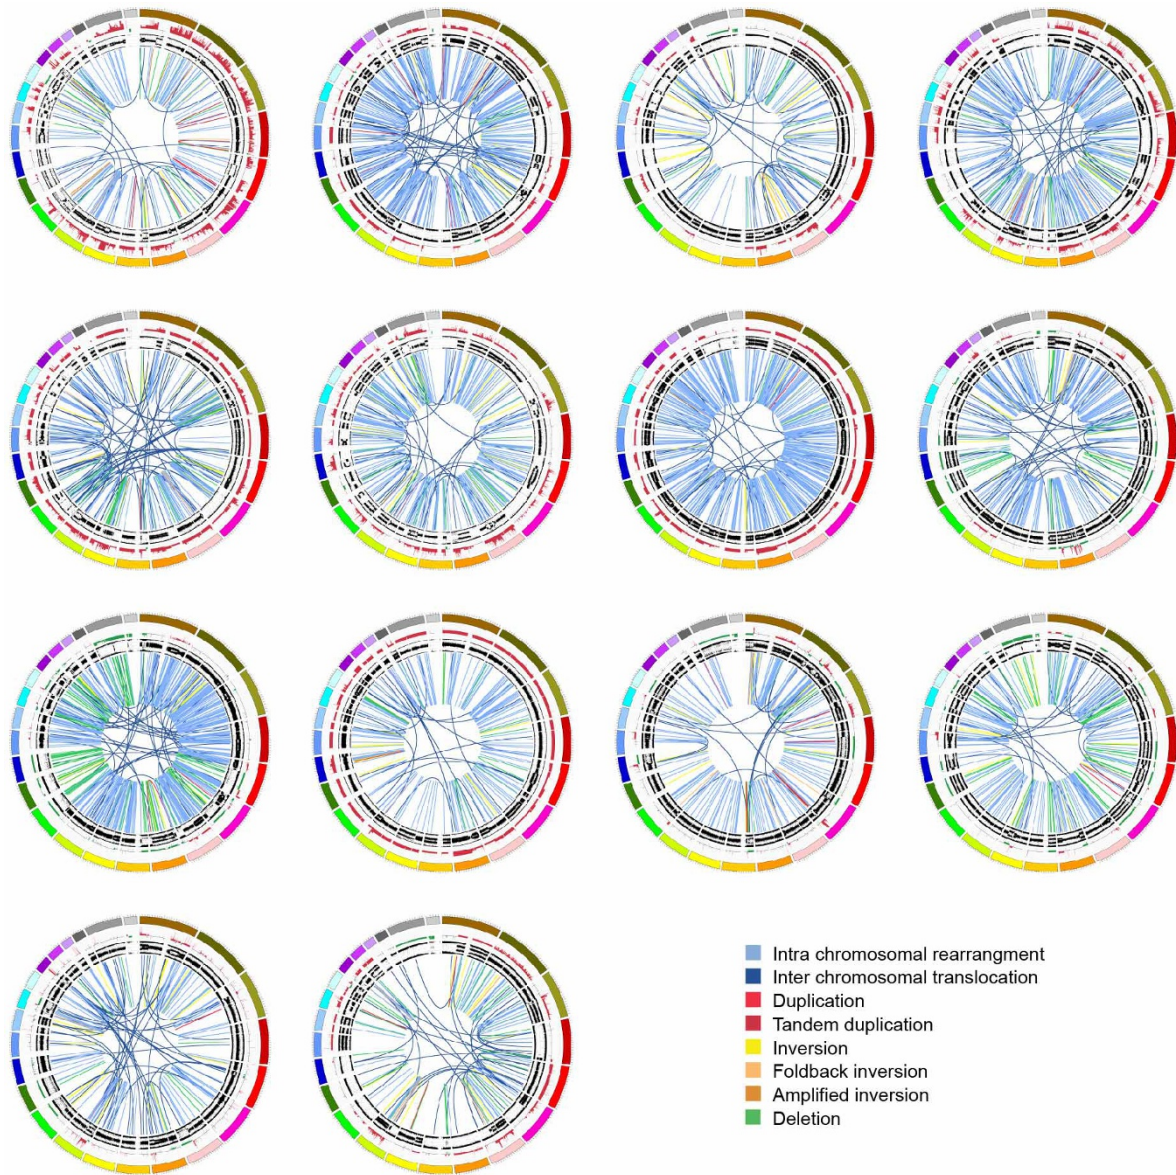 Intra chromosomal rearrangment
Inter chromosomal translocation
Duplication
Tandem duplication
Inversion
Foldback inversion
Amplified inversion
Deletion